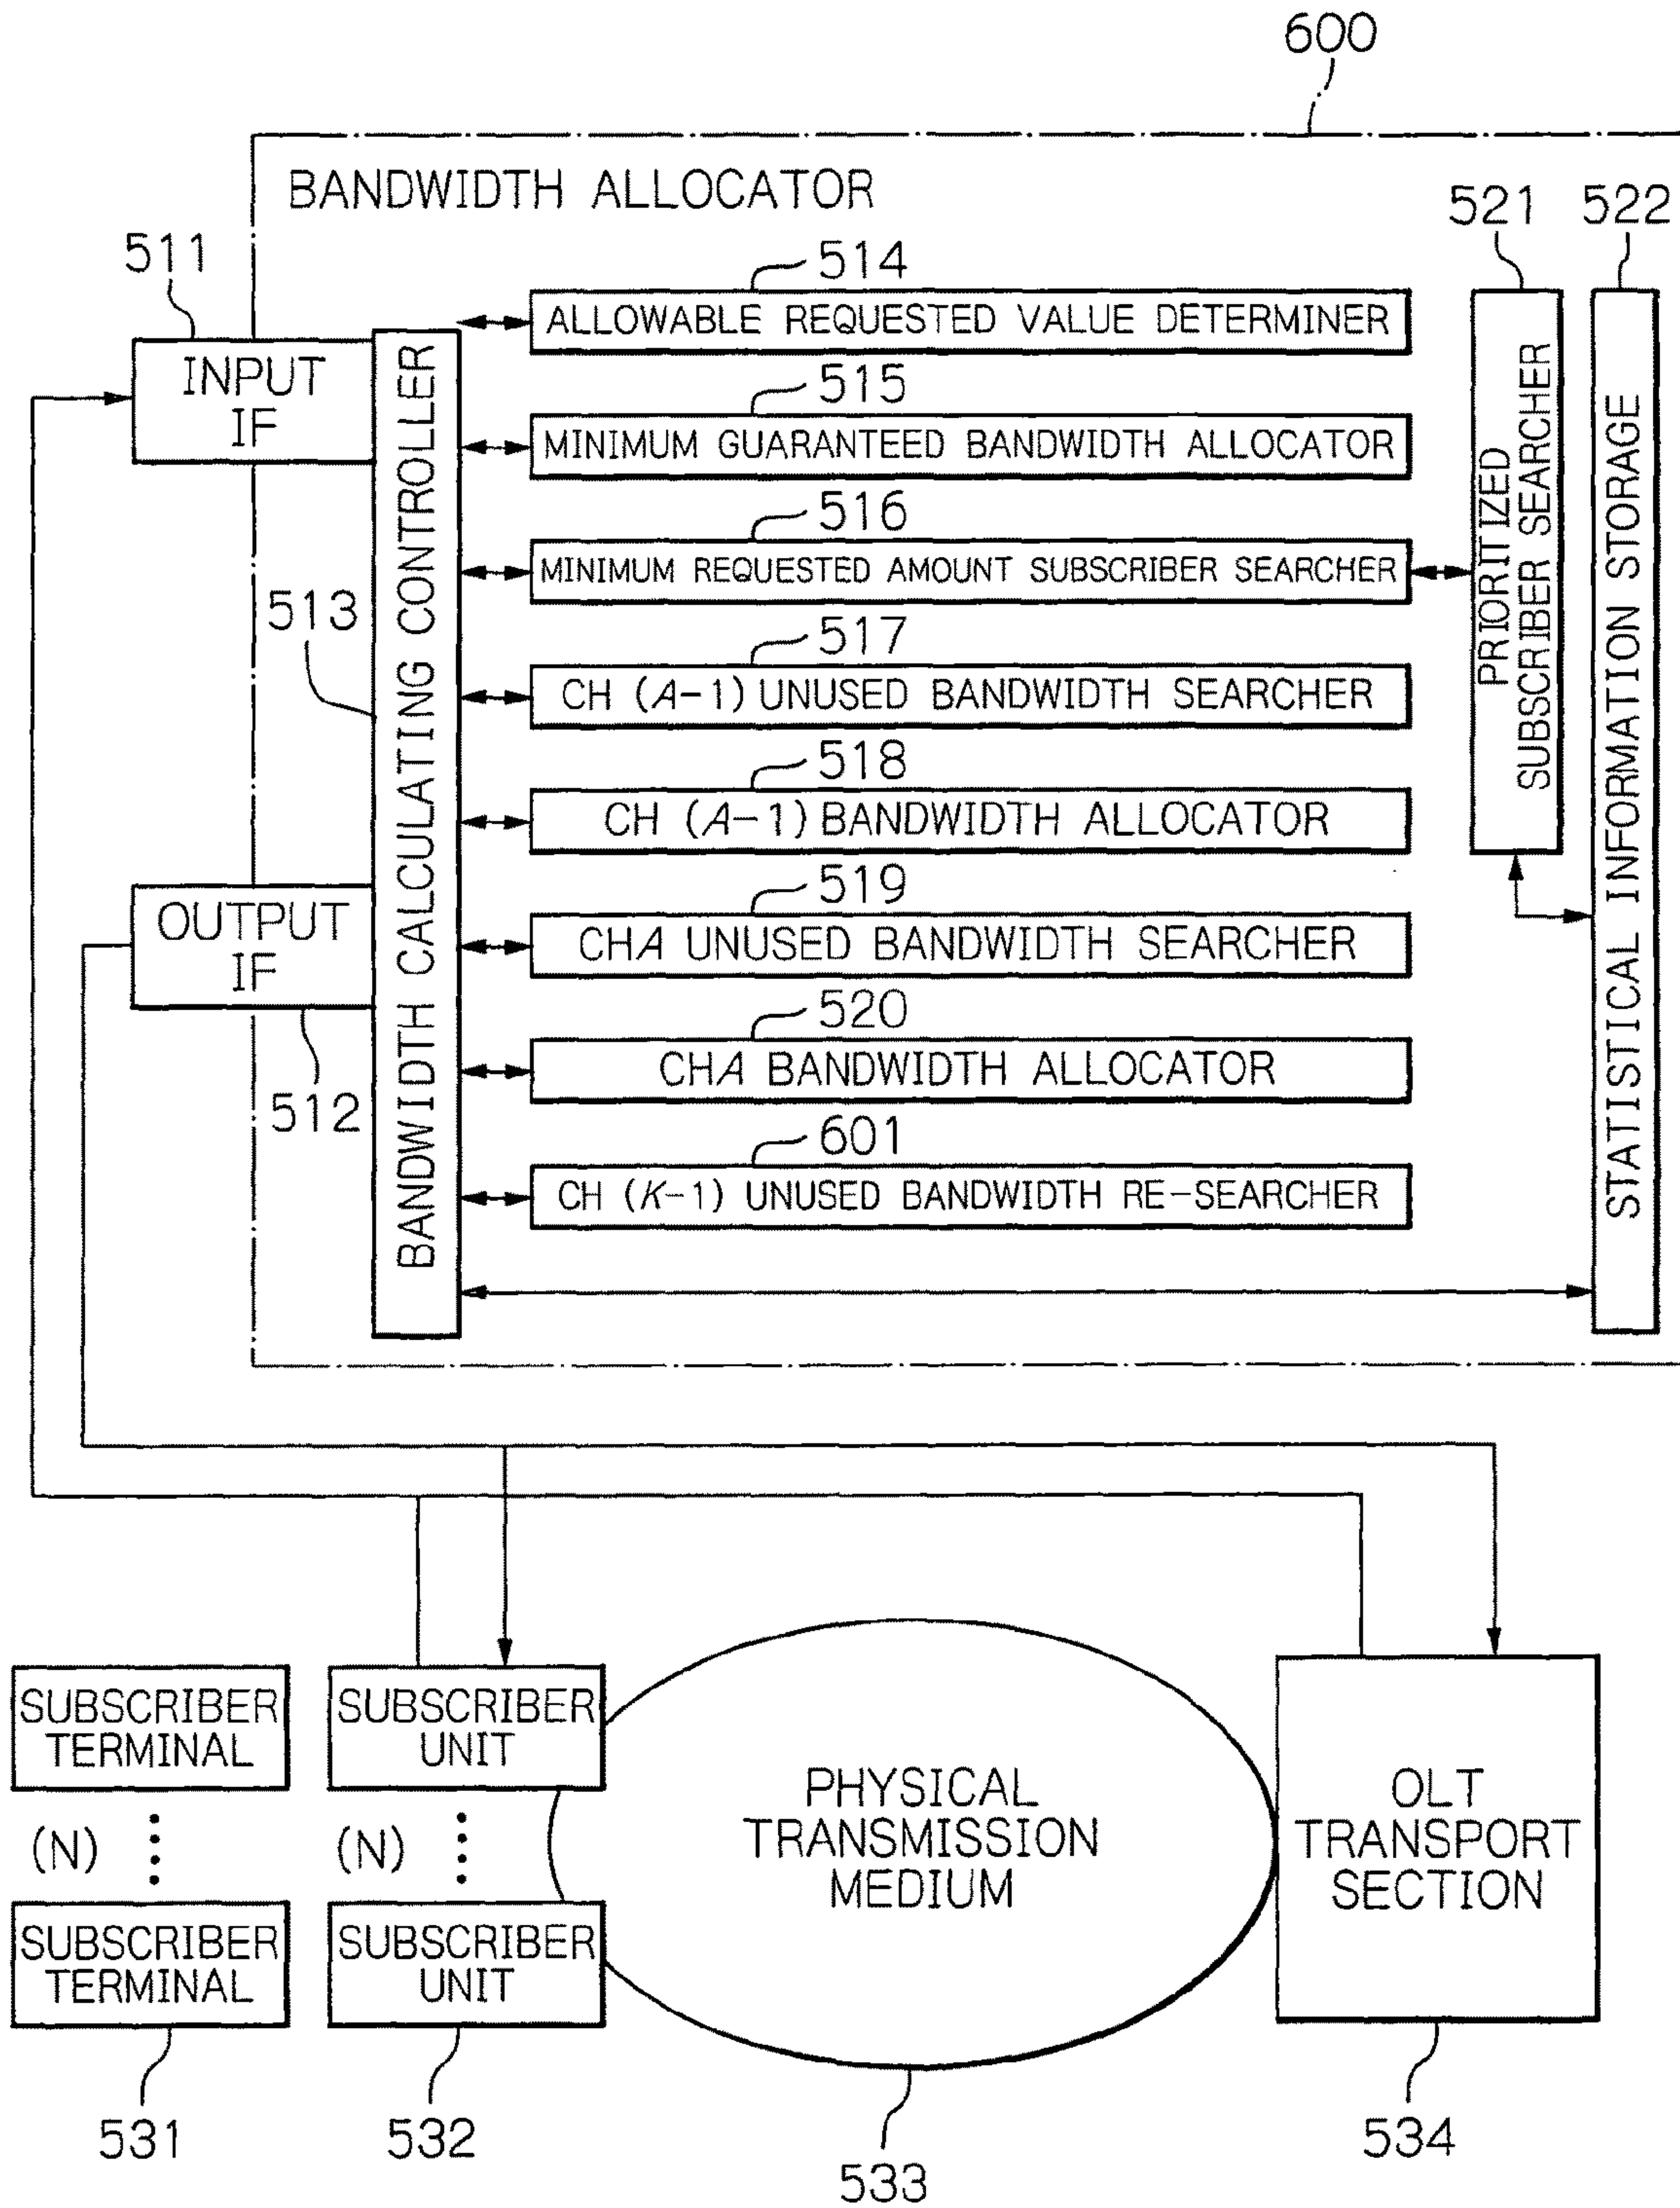 600
BANDWIDTH ALLOCATOR
521
522
511
514
ALLOWABLE REQUESTED VALUE DETERMINER
INPUT
IF
515
MINIMUM GUARANTEED BANDWIDTH ALLOCATOR
516
MINIMUM REQUESTED AMOUNT SUBSCRIBER SEARCHER
513
517
CH (A-1) UNUSED BANDWIDTH SEARCHER
518
CH (A-1) BANDWIDTH ALLOCATOR
519
CHA UNUSED BANDWIDTH SEARCHER
OUTPUT
IF
520
CHA BANDWIDTH ALLOCATOR
512
601
CH (K-1) UNUSED BANDWIDTH RE-SEARCHER
BANDWIDTH CALCULATING CONTROLLER
PRIORITIZED
SUBSCRIBER SEARCHER
STATISTICAL INFORMATION STORAGE
SUBSCRIBER
TERMINAL
SUBSCRIBER
UNIT
(N)
(N)
SUBSCRIBER
TERMINAL
SUBSCRIBER
UNIT
PHYSICAL
TRANSMISSION
MEDIUM
OLT
TRANSPORT
SECTION
531
532
533
534